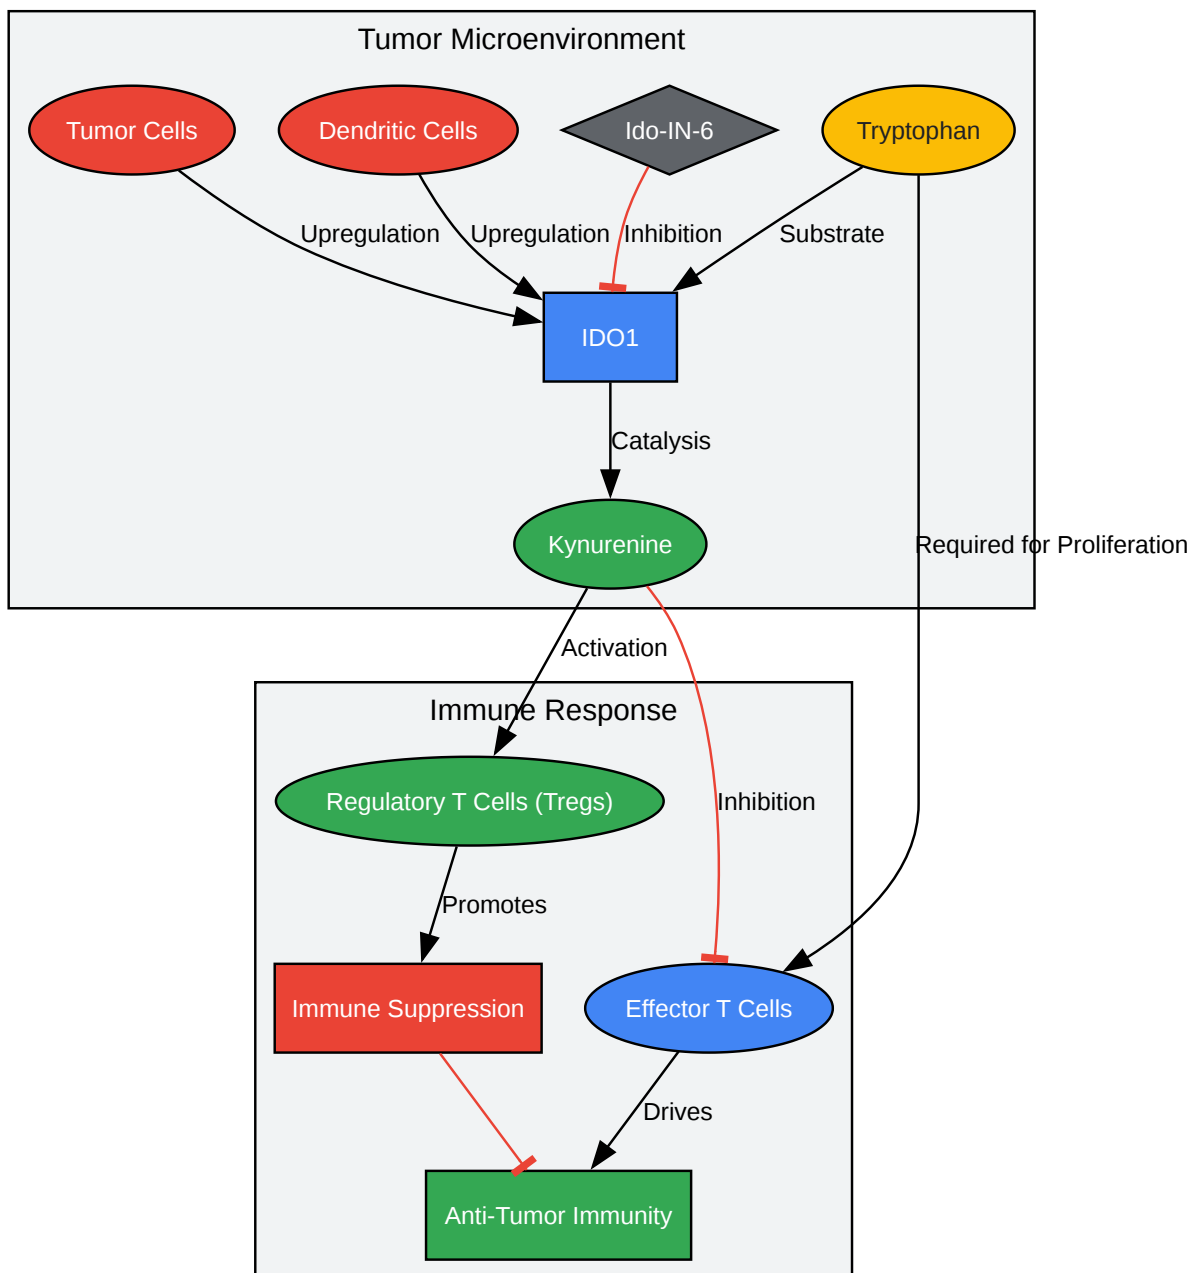 Tumor Microenvironment
Tumor Cells
Dendritic Cells
Ido-IN-6
Tryptophan
Upregulation
Upregulation
Inhibition
Substrate
IDO1
Catalysis
Kynurenine
Required for Proliferation
Activation
Immune Response
Regulatory T Cells (Tregs)
Inhibition
Promotes
Immune Suppression
Effector T Cells
Drives
Anti-Tumor Immunity